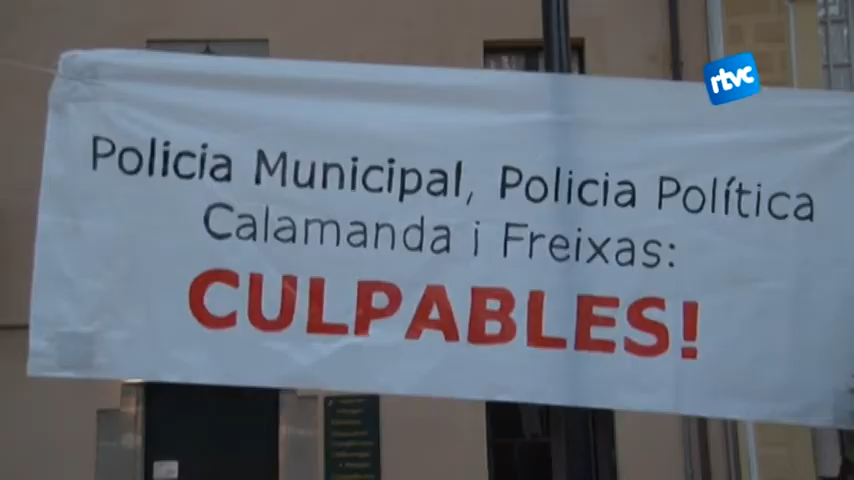 rtvc
Policia Municipal, Policia Política
Calamanda i Freixas:
CULPABLES!